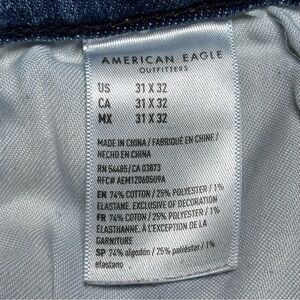 AMERICAN EAGLE
OUTFITTERS
US 31 X 32
CA 31 X 32
MX 31 X 32
MADE IN CHINA / FABRIQUÉ EN CHINE /
HECHO EN CHINA
RN 54485/CA 03873
RFC# AEM120605U9A
EN 74% COTTON / 25% POLYESTER / 1%
ELASTANE. EXCLUSIVE OF DECORATION
FR 74% COTON / 25% POLYESTER / 1%
ÉLASTHANNE. À L'EXCEPTION DE LA
GARNITURE
SP 74% algodón / 25% poliéster / 1%
elastano